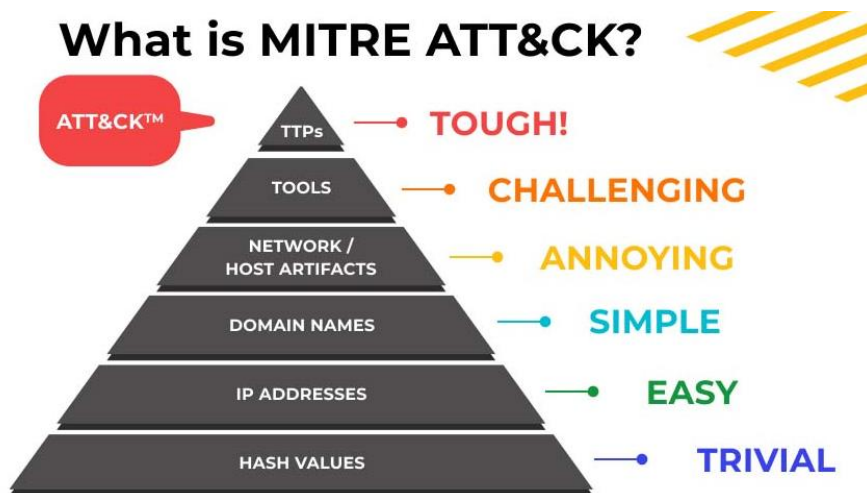 What is MITRE ATT&CK?
ATT&CK™
TTPs
TOUGH!
TOOLS
CHALLENGING
NETWORK /
HOST ARTIFACTS
ANNOYING
DOMAIN NAMES
SIMPLE
IP ADDRESSES
EASY
HASH VALUES
TRIVIAL